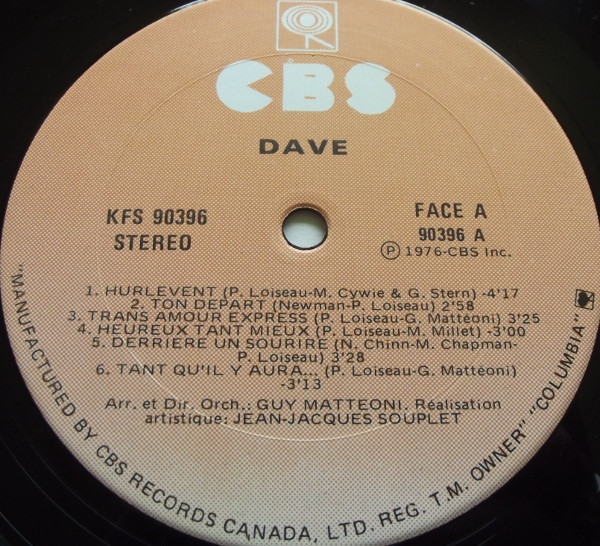 CBS
DAVE
KFS 90396
STEREO
FACE A
90396 A
Ⓟ 1976-CBS Inc.
1. HURLEVENT (P. Loiseau-M. Cywie & G. Stern) -4'17
2. TON DEPART (Newman-P. Loiseau) 2'58
3. TRANS AMOUR EXPRESS (P. Loiseau-G. Mattéoni) 3'25
4. HEUREUX TANT MIEUX (P. Loiseau-M. Millet) -3'00
5. DERRIERE UN SOURIRE (N. Chinn-M. Chapman-
P. Loiseau) 3'28
6. TANT QU'IL Y AURA... (P. Loiseau-G. Mattéoni)
-3'13
Arr. et Dir. Orch.: GUY MATTEONI. Réalisation
artistique: JEAN-JACQUES SOUPLET
"MANUFACTURED BY CBS RECORDS CANADA, LTD. REG. T.M. OWNER" "COLUMBIA"